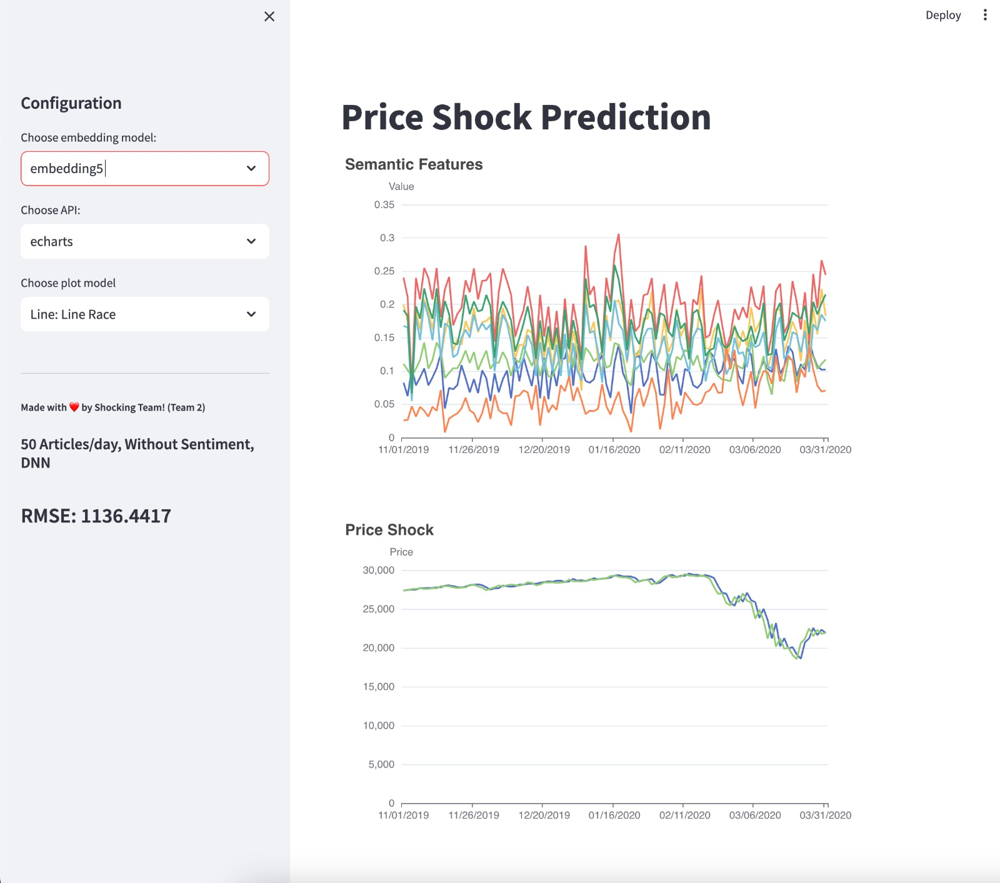 Deploy
Configuration
Choose embedding model:
embedding5
Choose API:
echarts
Choose plot model
Line: Line Race
Made with ❤️ by Shocking Team! (Team 2)
50 Articles/day, Without Sentiment,
DNN
RMSE: 1136.4417
Price Shock Prediction
Semantic Features
Value
0.35
0.3
0.25
0.2
0.15
0.1
0.05
0
11/01/2019 11/26/2019 12/20/2019 01/16/2020 02/11/2020 03/06/2020 03/31/2020
Price Shock
Price
30,000
25,000
20,000
15,000
10,000
5,000
0
11/01/2019 11/26/2019 12/20/2019 01/16/2020 02/11/2020 03/06/2020 03/31/2020